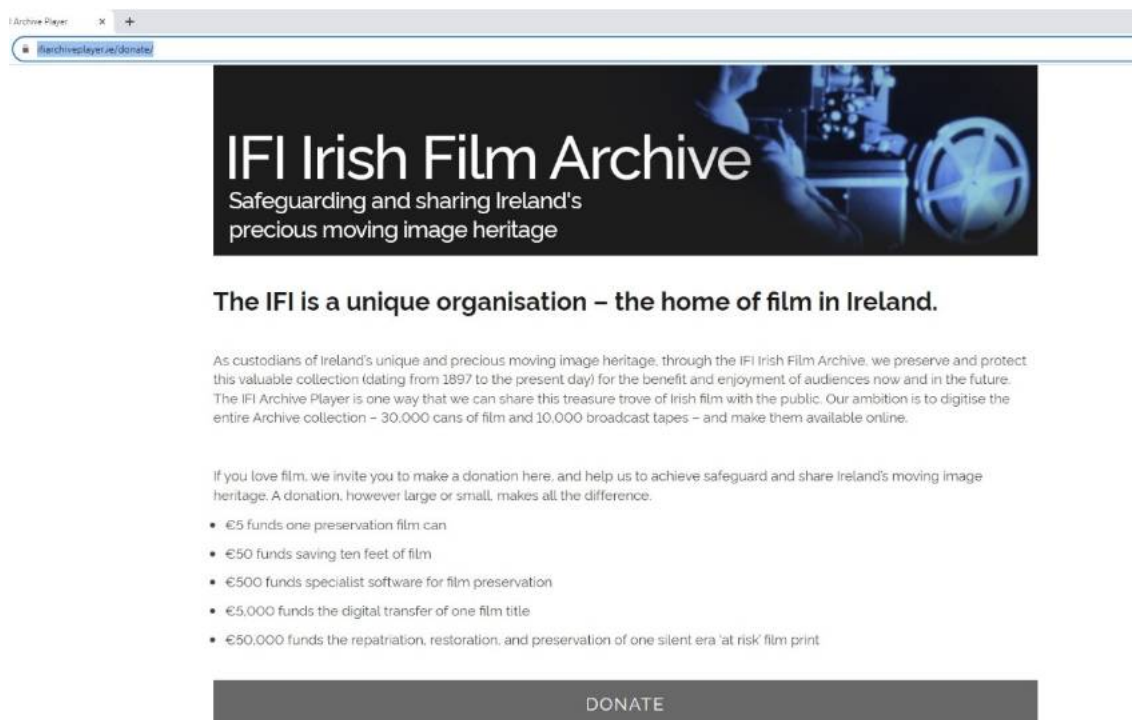 Archive Player
ifiarchiveplayer.ie/donate/
IFI Irish Film Archive
Safeguarding and sharing Ireland's
precious moving image heritage
The IFI is a unique organisation – the home of film in Ireland.
As custodians of Ireland's unique and precious moving image heritage, through the IFI Irish Film Archive, we preserve and protect
this valuable collection (dating from 1897 to the present day) for the benefit and enjoyment of audiences now and in the future.
The IFI Archive Player is one way that we can share this treasure trove of Irish film with the public. Our ambition is to digitise the
entire Archive collection – 30,000 cans of film and 10,000 broadcast tapes – and make them available online.
If you love film, we invite you to make a donation here, and help us to achieve safeguard and share Ireland's moving image
heritage. A donation, however large or small, makes all the difference.
• €5 funds one preservation film can
• €50 funds saving ten feet of film
• €500 funds specialist software for film preservation
• €5,000 funds the digital transfer of one film title
• €50,000 funds the repatriation, restoration, and preservation of one silent era 'at risk' film print
DONATE